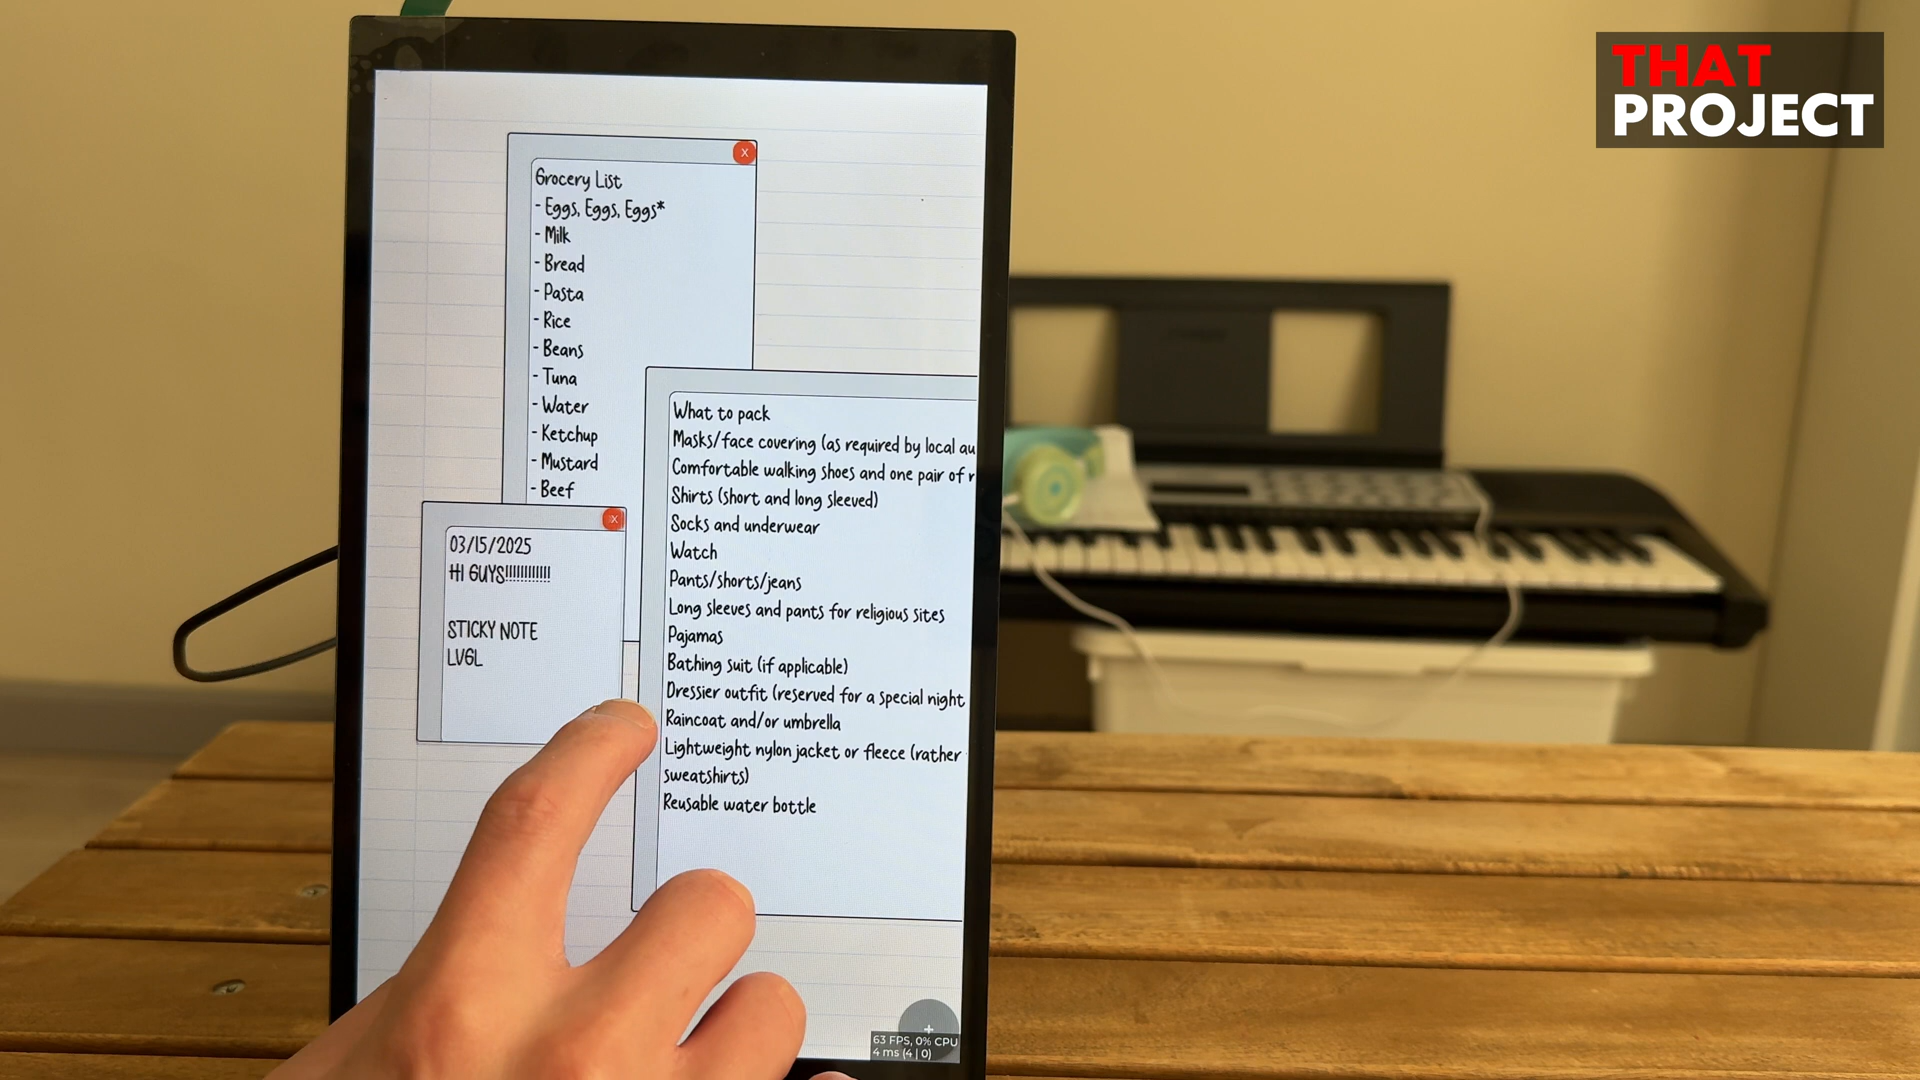 THAT
PROJECT
X
Grocery List
- Eggs, Eggs, Eggs*
- Milk
- Bread
- Pasta
- Rice
- Beans
- Tuna
- Water
- Ketchup
- Mustard
- Beef
What to pack
Masks/face covering (as required by local au
Comfortable walking shoes and one pair of r
Shirts (short and long sleeved)
Socks and underwear
Watch
Pants/shorts/jeans
Long sleeves and pants for religious sites
Pajamas
Bathing suit (if applicable)
Dressier outfit (reserved for a special night
Raincoat and/or umbrella
Lightweight nylon jacket or fleece (rather
sweatshirts)
Reusable water bottle
X
03/15/2025
HI GUYS!!!!!!!!!!!!
STICKY NOTE
LVGL
+
63 FPS, 0% CPU
4 ms (4 | 0)